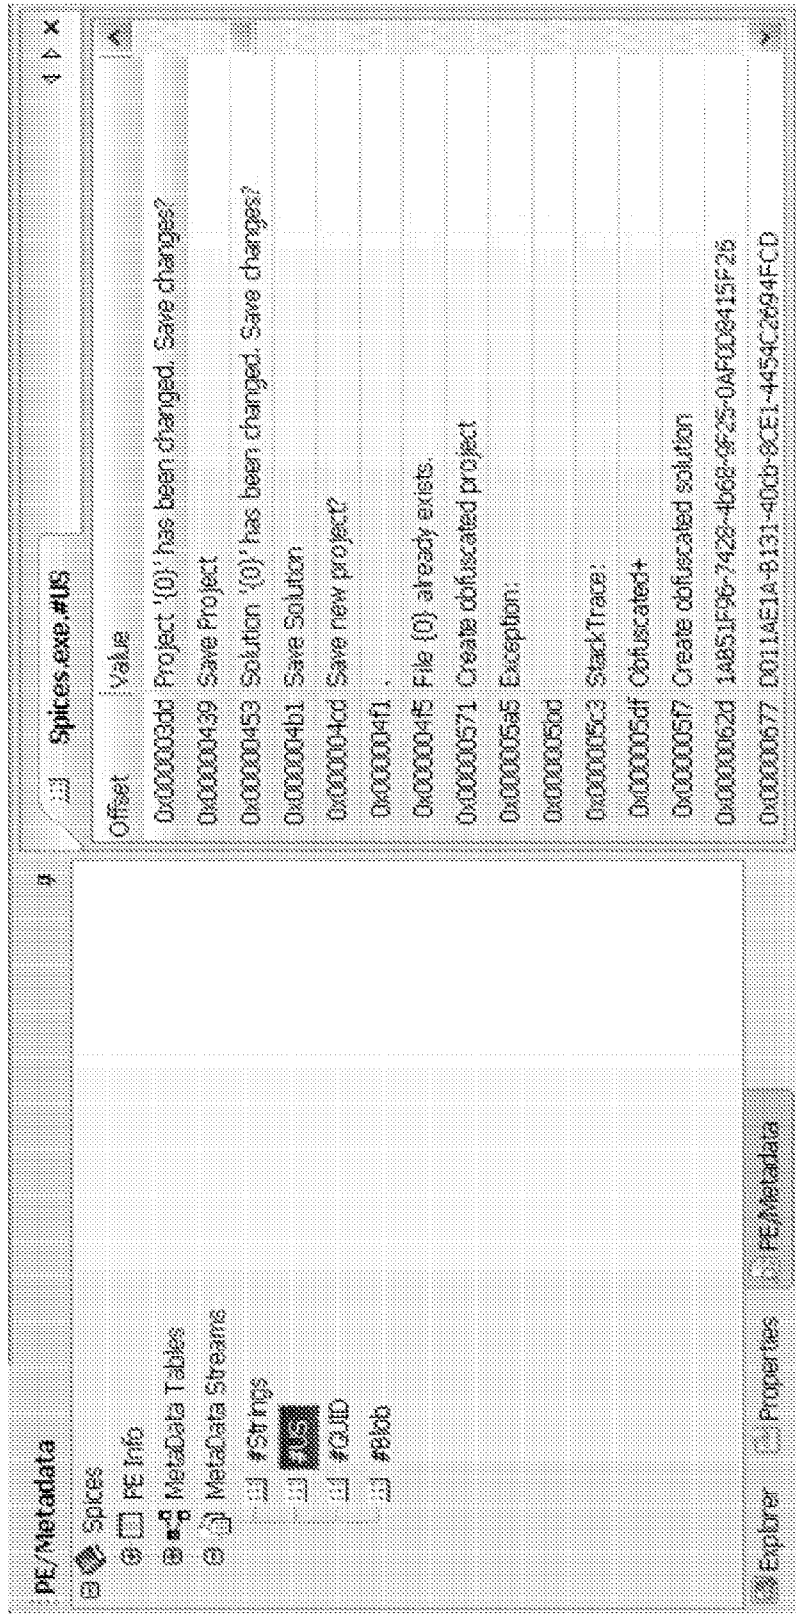 PE/Metadata
Spices
PE Info
MetaData Tables
MetaData Streams
#Strings
#US
#GUID
#Blob
Explorer
Properties
PE/Metadata
Spices.exe.#US
Offset Value
0x000003dd Project '{0}' has been changed. Save changes?
0x00000439 Save Project
0x00000453 Solution '{0}' has been changed. Save changes?
0x000004b1 Save Solution
0x000004cd Save new project?
0x000004f1 .
0x000004f5 File {0} already exists.
0x00000571 Create obfuscated project
0x000005a5 Exception:
0x000005bd
0x000005c3 StackTrace:
0x000005df Obfuscated+
0x000005f7 Create obfuscated solution
0x0000062d
0x00000677